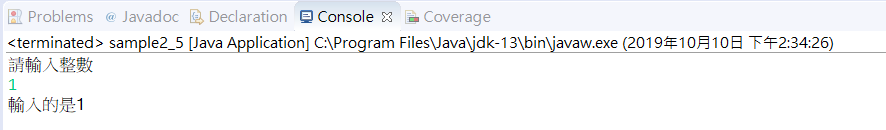 Problems @ Javadoc Declaration Console Coverage
<terminated> sample2_5 [Java Application] C:\Program Files\Java\jdk-13\bin\javaw.exe (2019年10月10日 下午2:34:26)
請輸入整數
1
輸入的是1